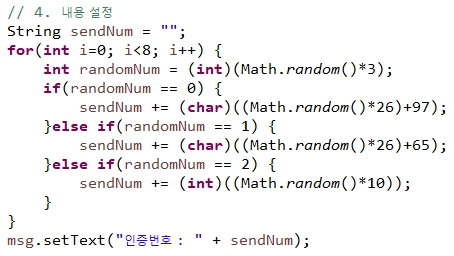 // 4. 내용 설정
String sendNum = "";
for(int i=0; i<8; i++) {
    int randomNum = (int)(Math.random()*3);
    if(randomNum == 0) {
        sendNum += (char)((Math.random()*26)+97);
    }else if(randomNum == 1) {
        sendNum += (char)((Math.random()*26)+65);
    }else if(randomNum == 2) {
        sendNum += (int)((Math.random()*10));
    }
}
msg.setText("인증번호 : " + sendNum);